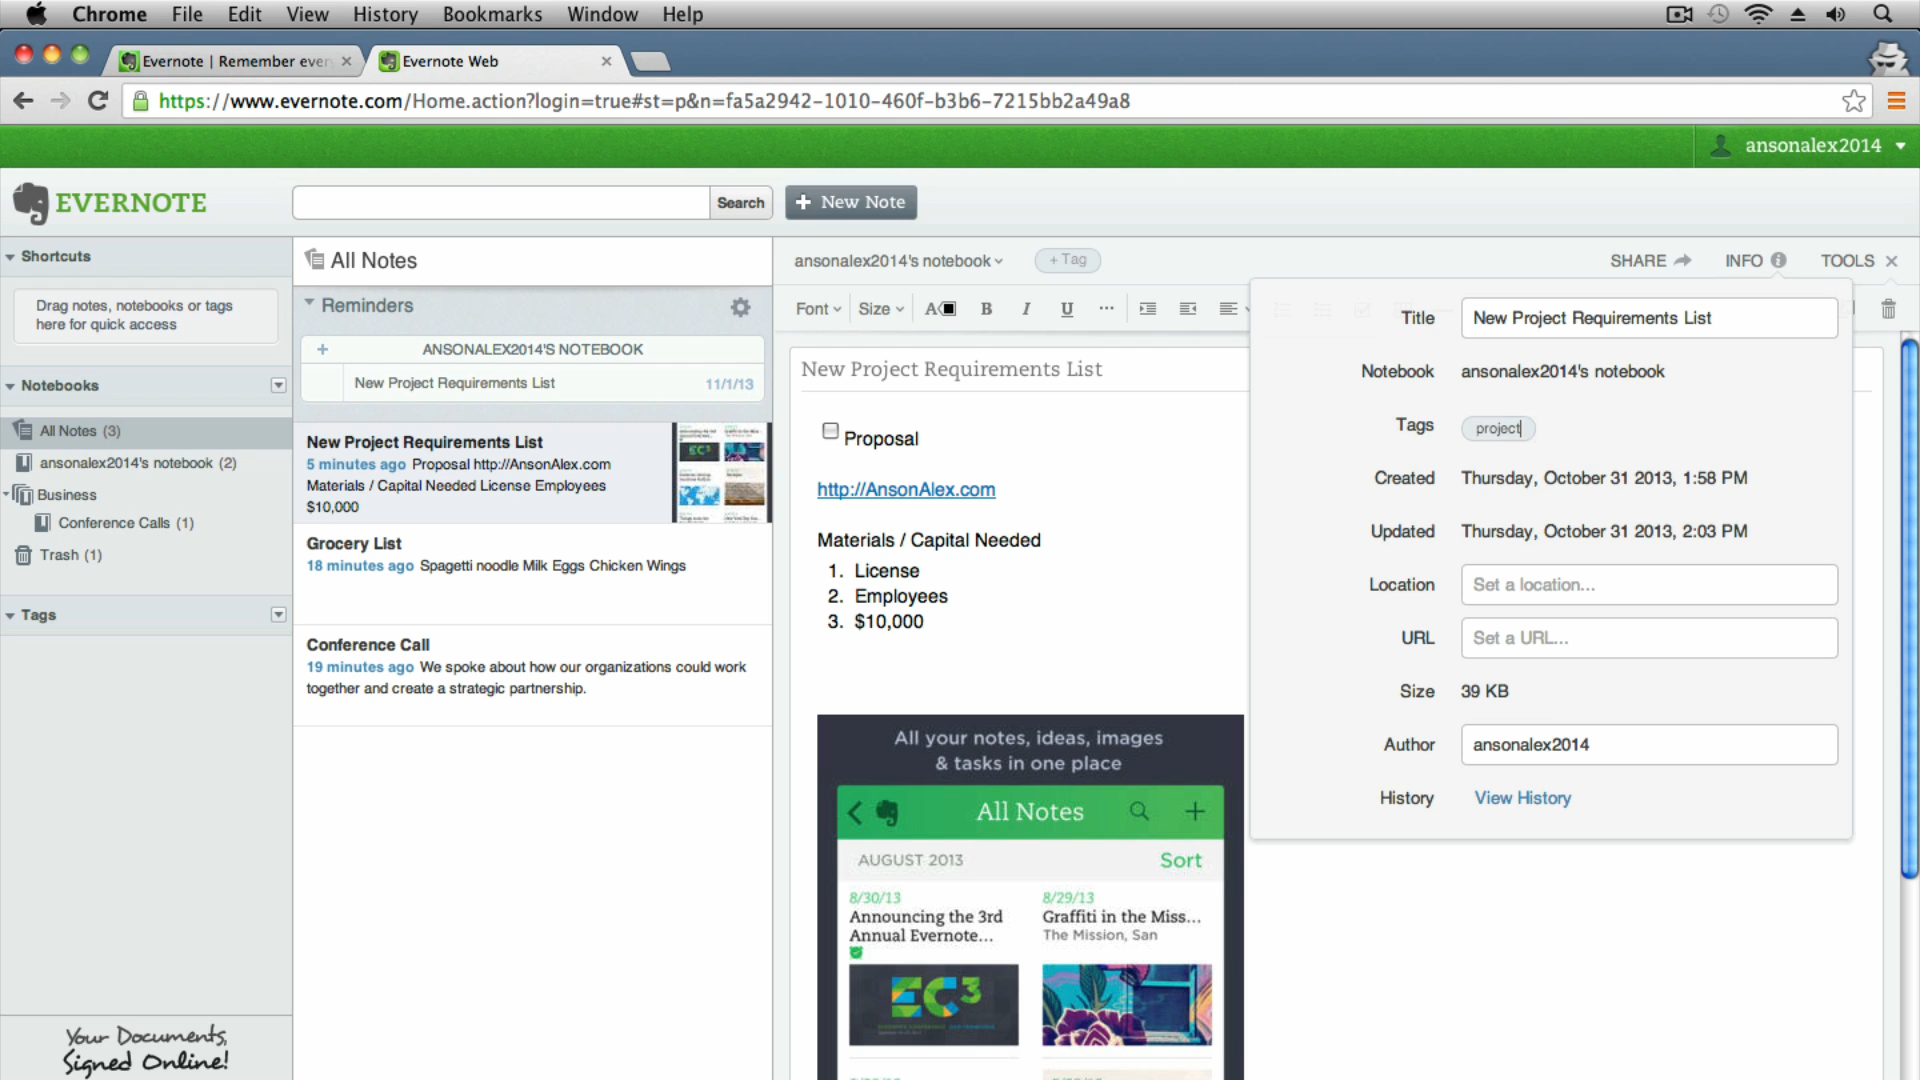 Chrome File Edit View History Bookmarks Window Help
Evernote | Remember ever
Evernote Web
https://www.evernote.com/Home.action?login=true#st=p&n=fa5a2942-1010-460f-b3b6-7215bb2a49a8
ansonalex2014
EVERNOTE
Search
+ New Note
Shortcuts
Drag notes, notebooks or tags
here for quick access
Notebooks
All Notes (3)
ansonalex2014's notebook (2)
Business
Conference Calls (1)
Trash (1)
Tags
Your Documents,
Signed Online!
All Notes
Reminders
+ ANSONALEX2014'S NOTEBOOK
New Project Requirements List 11/1/13
New Project Requirements List
5 minutes ago Proposal http://AnsonAlex.com
Materials / Capital Needed License Employees
$10,000
Grocery List
18 minutes ago Spagetti noodle Milk Eggs Chicken Wings
Conference Call
19 minutes ago We spoke about how our organizations could work
together and create a strategic partnership.
ansonalex2014's notebook
+ Tag
SHARE
INFO
TOOLS
Font Size A B I U ...
New Project Requirements List
Proposal
http://AnsonAlex.com
Materials / Capital Needed
1. License
2. Employees
3. $10,000
All your notes, ideas, images
& tasks in one place
All Notes
AUGUST 2013 Sort
8/30/13
Announcing the 3rd
Annual Evernote...
EC3
8/29/13
Graffiti in the Miss...
The Mission, San
Title New Project Requirements List
Notebook ansonalex2014's notebook
Tags project
Created Thursday, October 31 2013, 1:58 PM
Updated Thursday, October 31 2013, 2:03 PM
Location Set a location...
URL Set a URL...
Size 39 KB
Author ansonalex2014
History View History